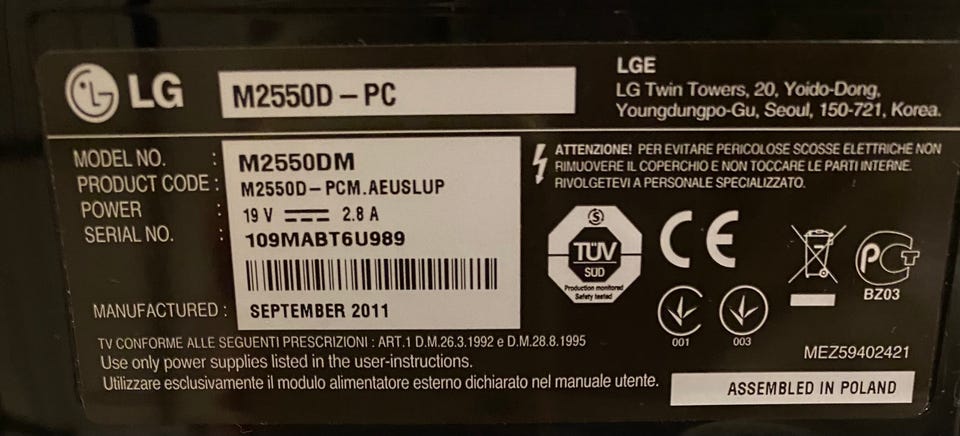 LG
M2550D – PC
LGE
LG Twin Towers, 20, Yoido-Dong,
Youngdungpo-Gu, Seoul, 150-721, Korea.
MODEL NO. : M2550DM
PRODUCT CODE : M2550D-PCM.AEUSLUP
POWER : 19 V 2.8 A
SERIAL NO. : 109MABT6U989
MANUFACTURED : SEPTEMBER 2011
ATTENZIONE! PER EVITARE PERICOLOSE SCOSSE ELETTRICHE NON
RIMUOVERE IL COPERCHIO E NON TOCCARE LE PARTI INTERNE.
RIVOLGETEVI A PERSONALE SPECIALIZZATO.
S
TÜV
SUD
Production monitored
Safety tested
CE
PCT
BZ03
001
003
TV CONFORME ALLE SEGUENTI PRESCRIZIONI : ART.1 D.M.26.3.1992 e D.M.28.8.1995
Use only power supplies listed in the user-instructions.
Utilizzare esclusivamente il modulo alimentatore esterno dichiarato nel manuale utente.
MEZ59402421
ASSEMBLED IN POLAND